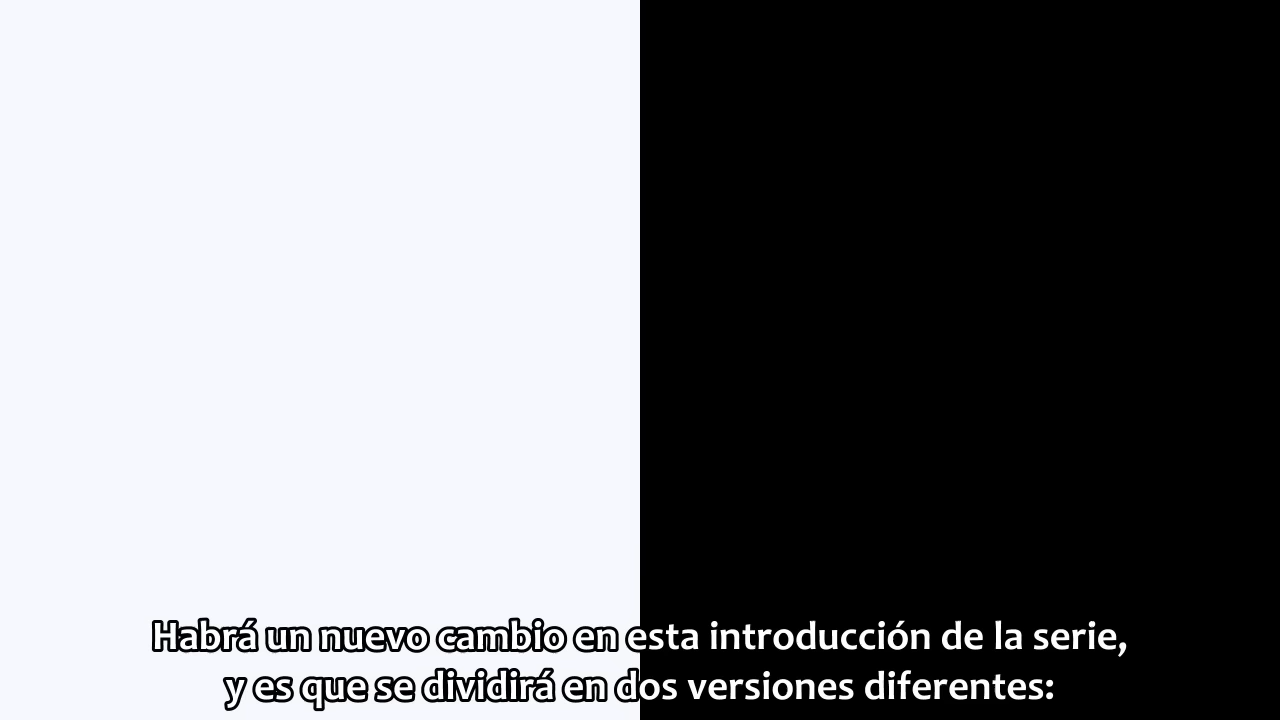 Habrá un nuevo cambio en esta introducción de la serie,
y es que se dividirá en dos versiones diferentes: